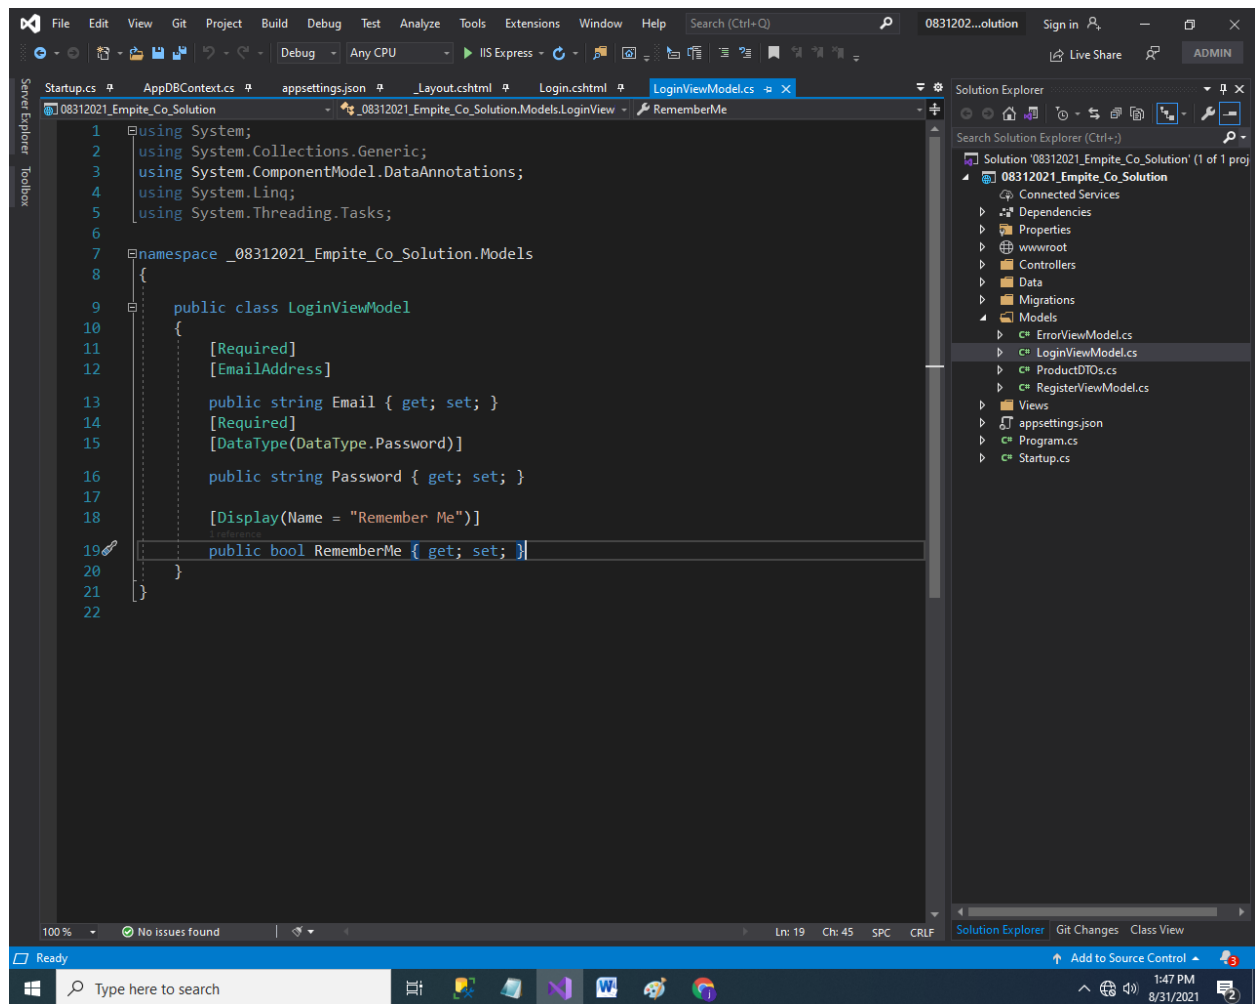 File Edit View Git Project Build Debug Test Analyze Tools Extensions Window Help Search (Ctrl+Q) 0831202...olution Sign in
Debug Any CPU IIS Express Live Share ADMIN
Server Explorer
Toolbox
Startup.cs AppDBContext.cs appsettings.json _Layout.cshtml Login.cshtml LoginViewModel.cs
08312021_Empite_Co_Solution _08312021_Empite_Co_Solution.Models.LoginView RememberMe
1 using System;
2 using System.Collections.Generic;
3 using System.ComponentModel.DataAnnotations;
4 using System.Linq;
5 using System.Threading.Tasks;
6
7 namespace _08312021_Empite_Co_Solution.Models
8 {
9 public class LoginViewModel
10 {
11 [Required]
12 [EmailAddress]
13 public string Email { get; set; }
14 [Required]
15 [DataType(DataType.Password)]
16 public string Password { get; set; }
17
18 [Display(Name = "Remember Me")]
1 reference
19 public bool RememberMe { get; set; }
20 }
21 }
22
100 % No issues found Ln: 19 Ch: 45 SPC CRLF
Solution Explorer
Search Solution Explorer (Ctrl+;)
Solution '08312021_Empite_Co_Solution' (1 of 1 proj
08312021_Empite_Co_Solution
Connected Services
Dependencies
Properties
wwwroot
Controllers
Data
Migrations
Models
C# ErrorViewModel.cs
C# LoginViewModel.cs
C# ProductDTOs.cs
C# RegisterViewModel.cs
Views
appsettings.json
C# Program.cs
C# Startup.cs
Solution Explorer Git Changes Class View
Ready Add to Source Control 3
Type here to search
1:47 PM
8/31/2021
2